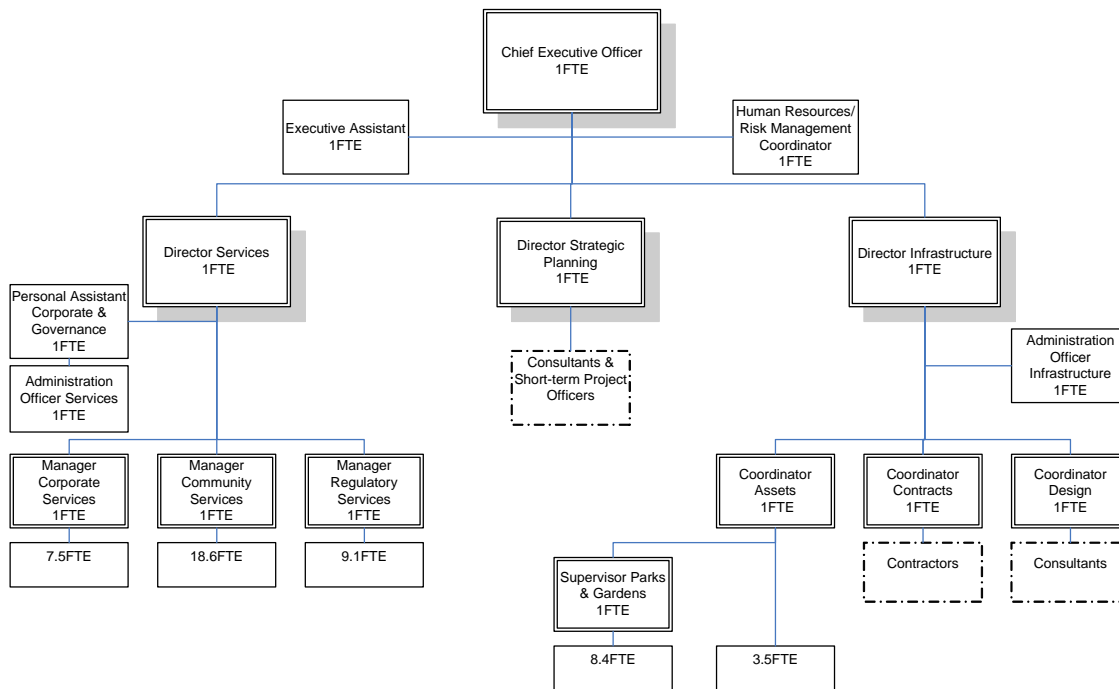 Chief Executive Officer
1FTE
Executive Assistant
1FTE
Human Resources/
Risk Management
Coordinator
1FTE
Director Services
1FTE
Director Strategic
Planning
1FTE
Director Infrastructure
1FTE
Personal Assistant
Corporate &
Governance
1FTE
Administration
Officer Services
1FTE
Consultants &
Short-term Project
Officers
Administration
Officer
Infrastructure
1FTE
Manager
Corporate
Services
1FTE
Manager
Community
Services
1FTE
Manager
Regulatory
Services
1FTE
Coordinator
Assets
1FTE
Coordinator
Contracts
1FTE
Coordinator
Design
1FTE
7.5FTE
18.6FTE
9.1FTE
Contractors
Consultants
Supervisor Parks
& Gardens
1FTE
8.4FTE
3.5FTE